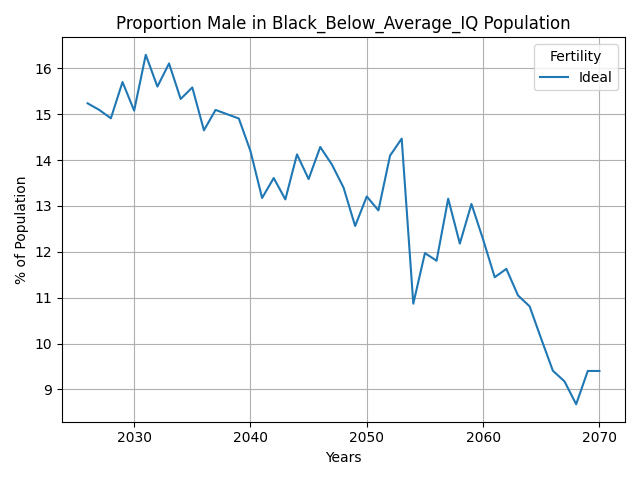 Proportion Male in Black_Below_Average_IQ Population
Fertility
Ideal
% of Population
16
15
14
13
12
11
10
9
2030
2040
2050
2060
2070
Years